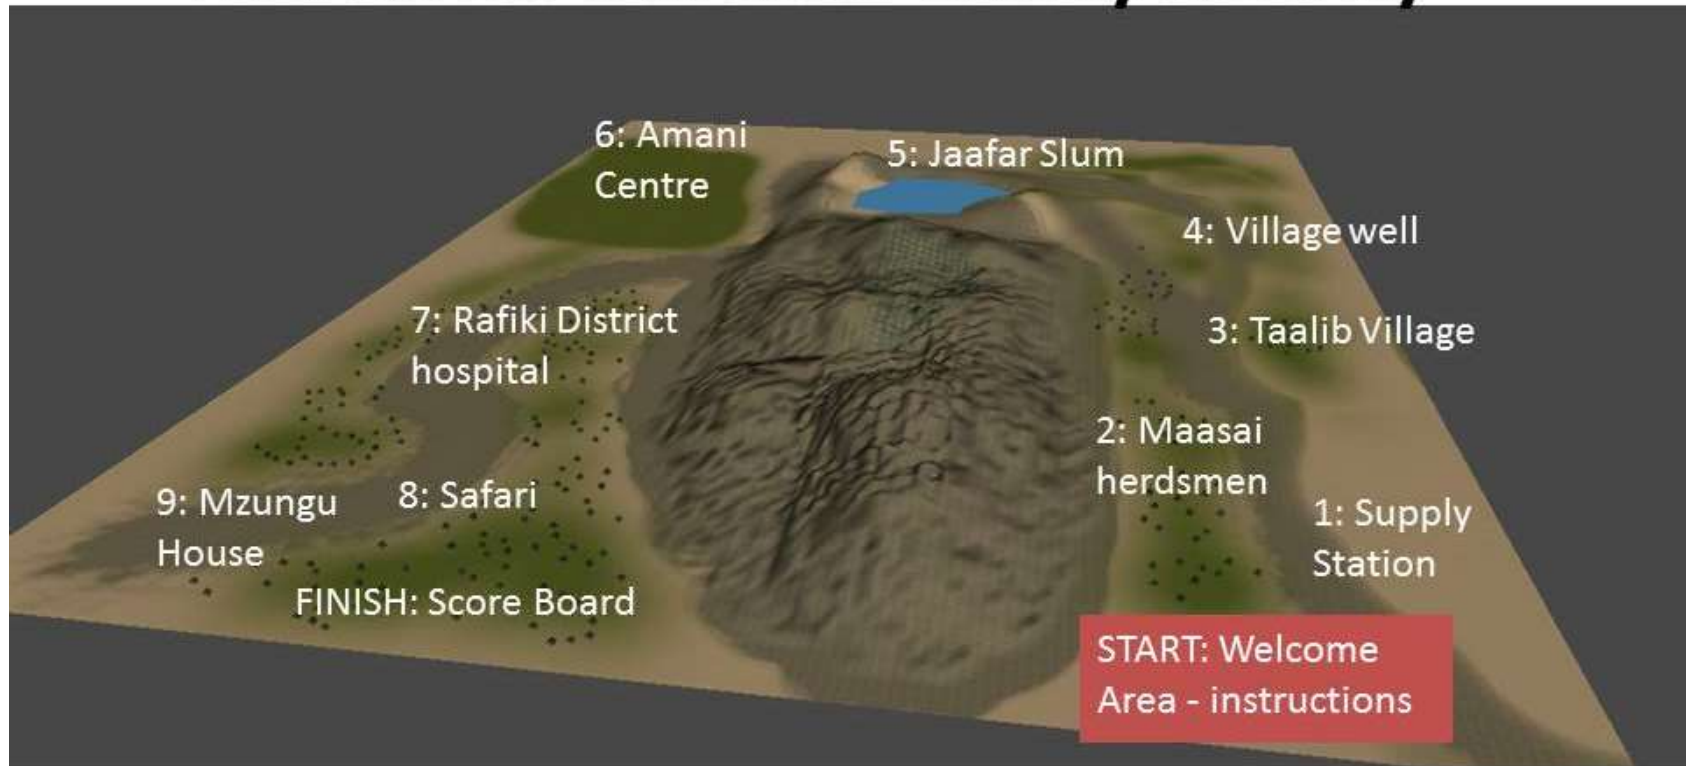 6: Amani
Centre
5: Jaafar Slum
4: Village well
7: Rafiki District
hospital
3: Taalib Village
2: Maasai
herdsmen
9: Mzungu
House
8: Safari
1: Supply
Station
FINISH: Score Board
START: Welcome
Area - instructions